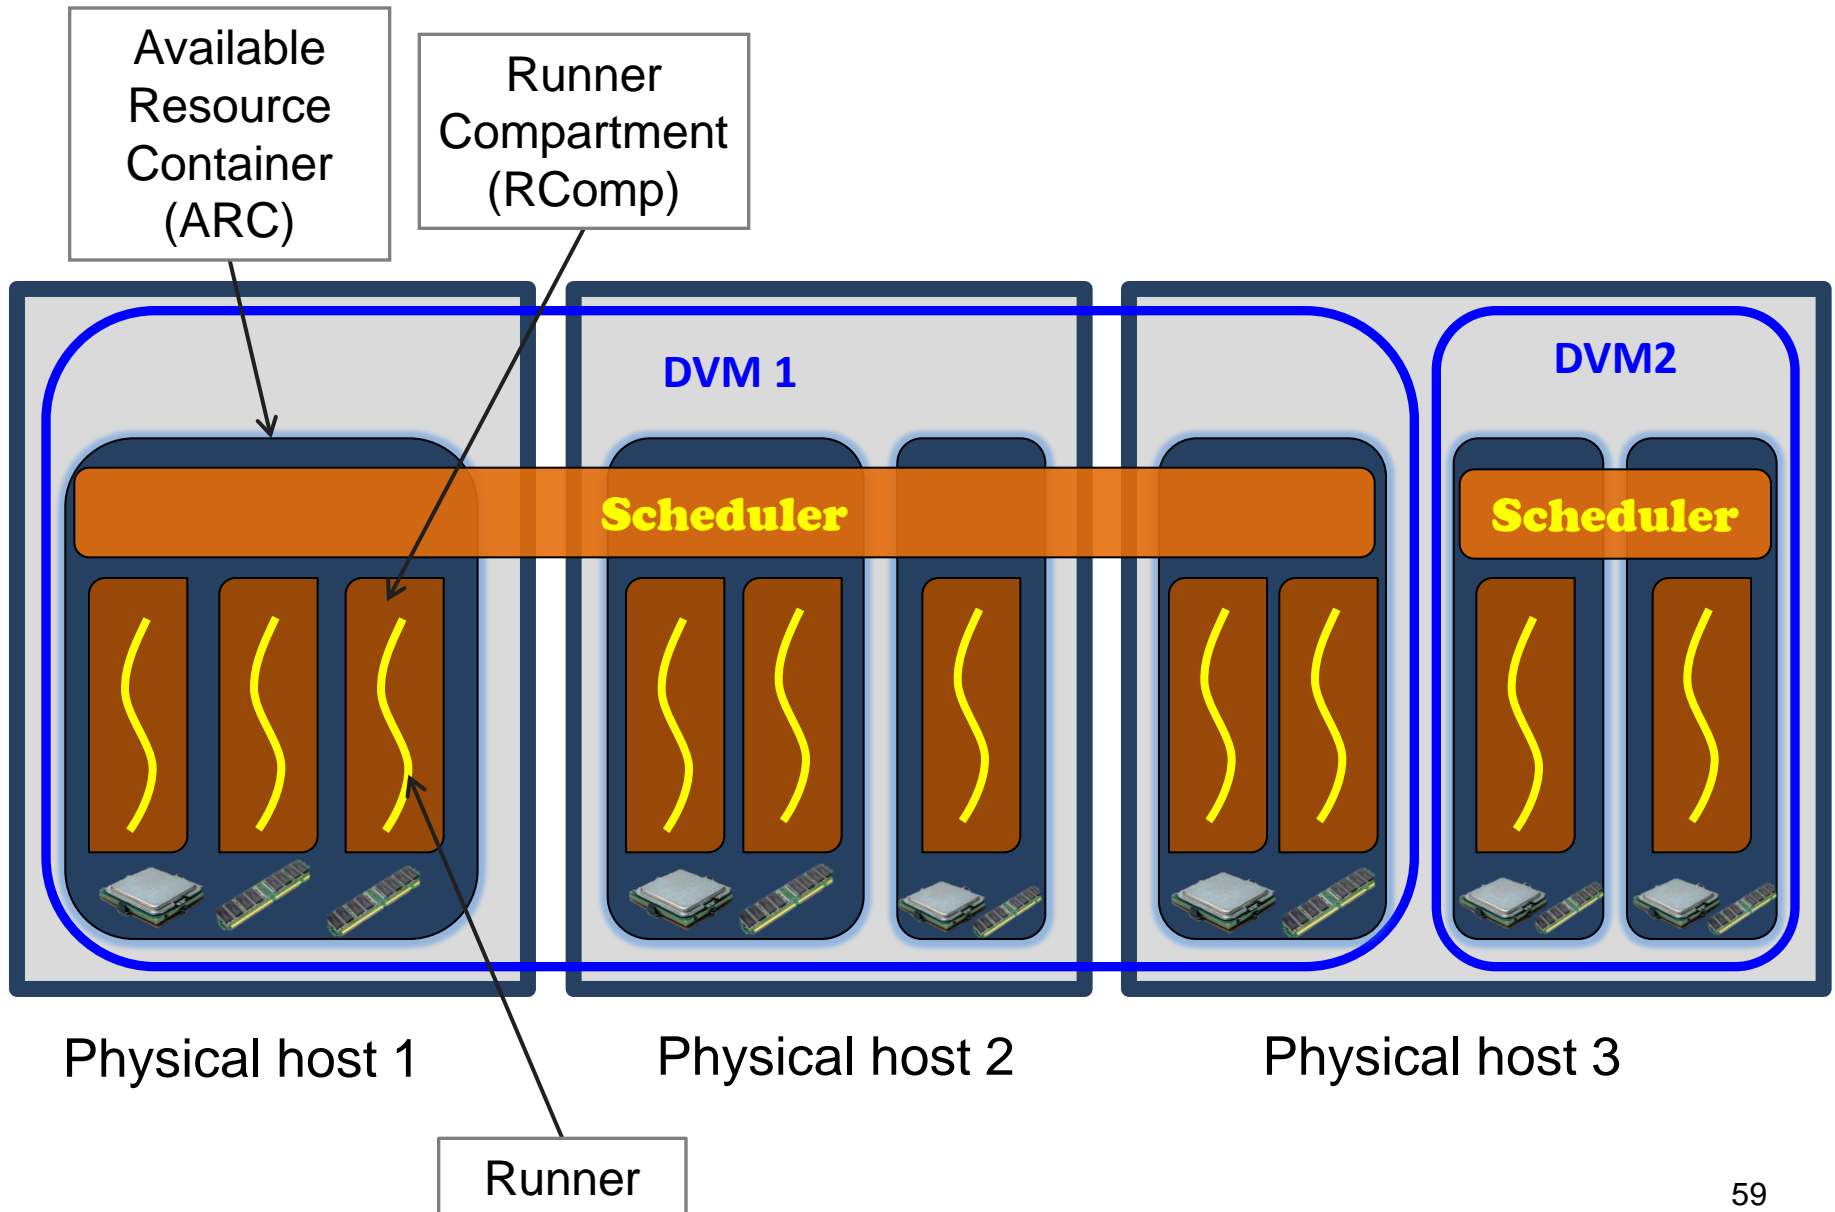 Available
Resource
Container
(ARC)
Runner
Compartment
(RComp)
DVM 1
DVM2
Scheduler
Scheduler
Physical host 1
Physical host 2
Physical host 3
Runner
59